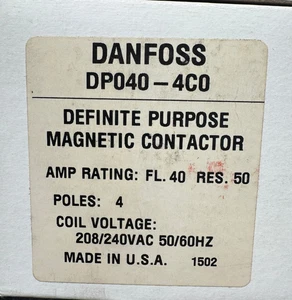 DANFOSS
DP040-4C0
DEFINITE PURPOSE
MAGNETIC CONTACTOR
AMP RATING: FL. 40 RES. 50
POLES: 4
COIL VOLTAGE:
208/240VAC 50/60HZ
MADE IN U.S.A. 1502